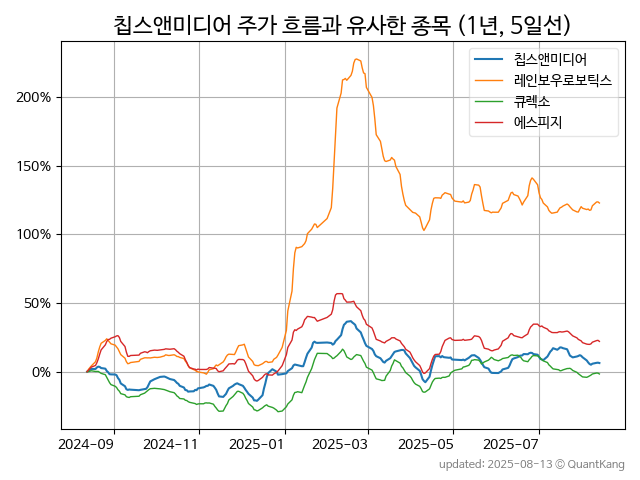 칩스앤미디어 주가 흐름과 유사한 종목 (1년, 5일선)
칩스앤미디어
레인보우로보틱스
큐렉소
에스피지
200%
150%
100%
50%
0%
2024-09 2024-11 2025-01 2025-03 2025-05 2025-07
updated: 2025-08-13 © QuantKang